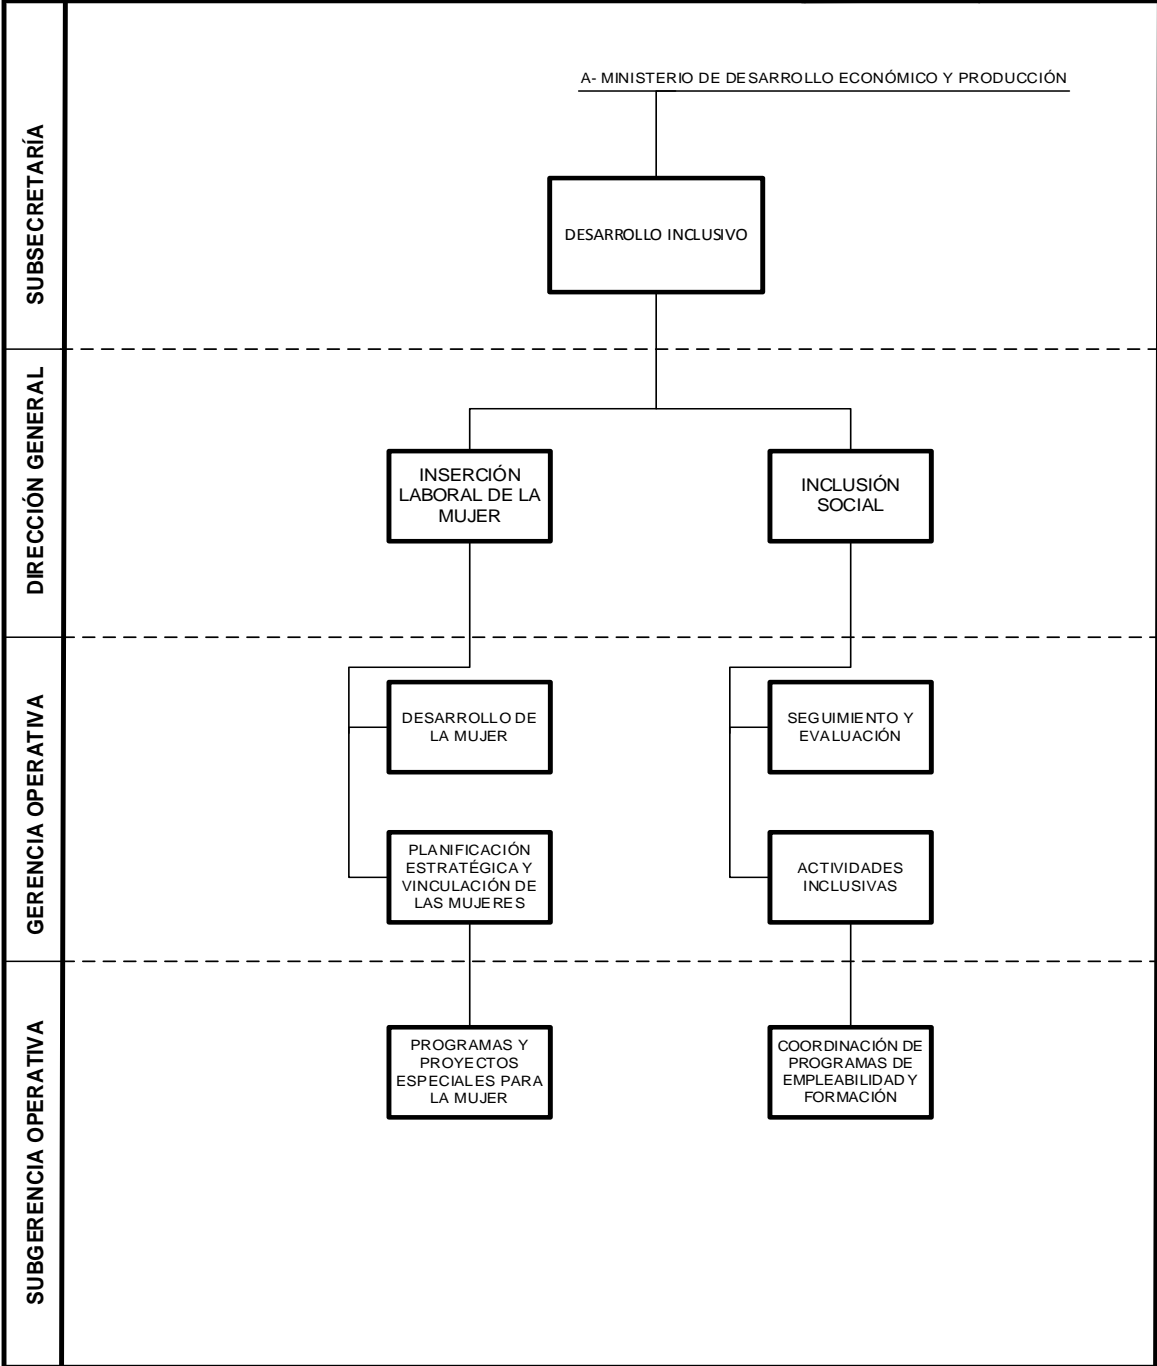 A- MINISTERIO DE DESARROLLO ECONÓMICO Y PRODUCCIÓN
SUBSECRETARÍA
DESARROLLO INCLUSIVO
DIRECCIÓN GENERAL
INSERCIÓN
LABORAL DE LA
MUJER
INCLUSIÓN
SOCIAL
GERENCIA OPERATIVA
DESARROLLO DE
LA MUJER
SEGUIMIENTO Y
EVALUACIÓN
PLANIFICACIÓN
ESTRATÉGICA Y
VINCULACIÓN DE
LAS MUJERES
ACTIVIDADES
INCLUSIVAS
SUBGERENCIA OPERATIVA
PROGRAMAS Y
PROYECTOS
ESPECIALES PARA
LA MUJER
COORDINACIÓN DE
PROGRAMAS DE
EMPLEABILIDAD Y
FORMACIÓN